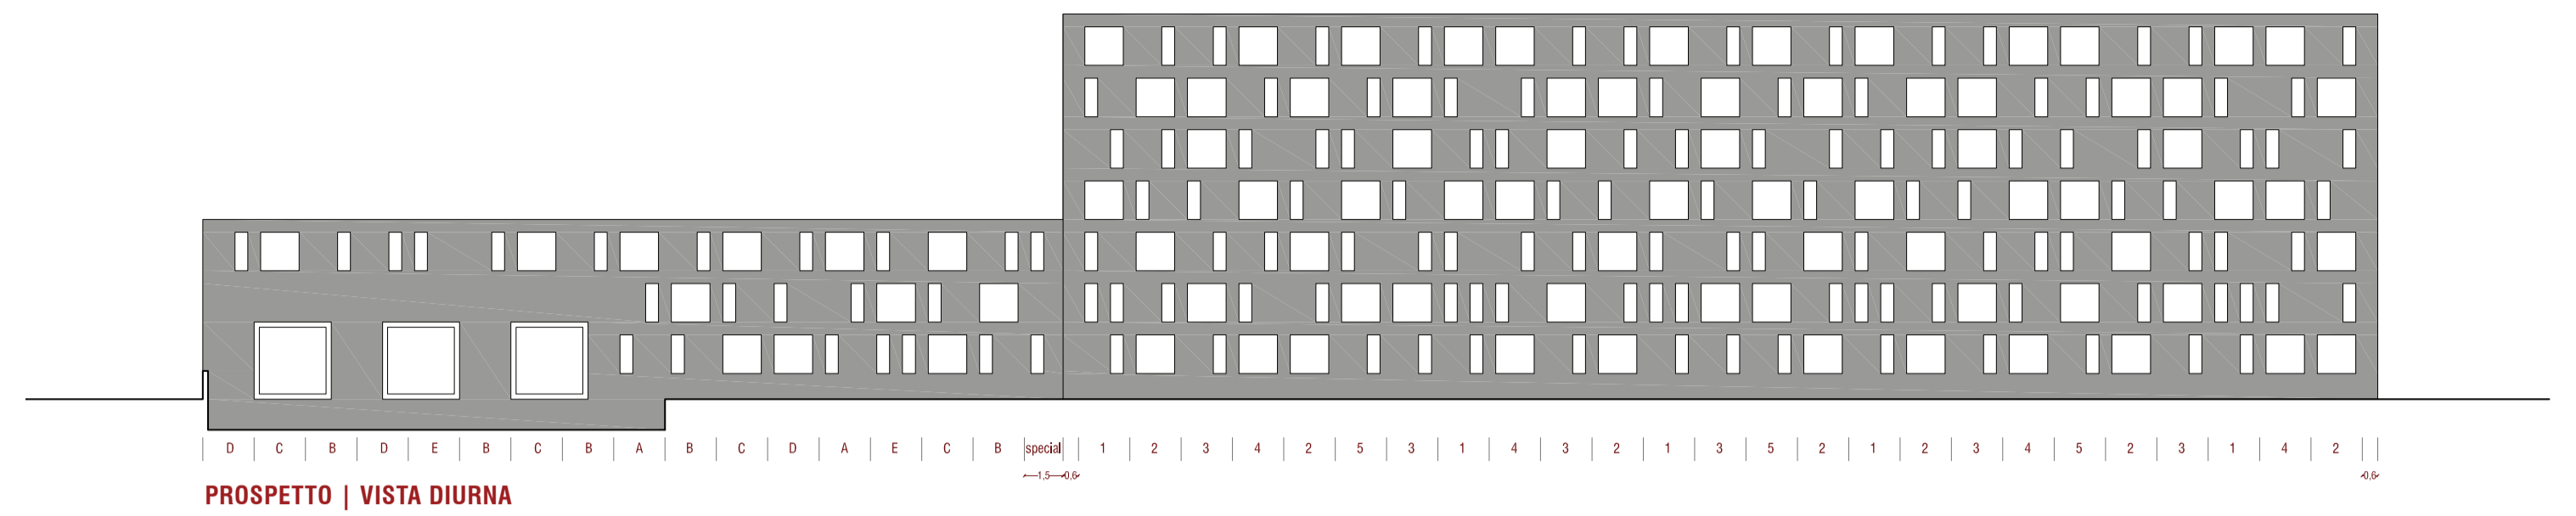 D C B D E B C B A B C D A E C B special 1 2 3 4 2 5 3 1 4 3 2 1 3 5 2 1 2 3 4 5 2 3 1 4 2
1,5 0,6 0,6
PROSPETTO | VISTA DIURNA